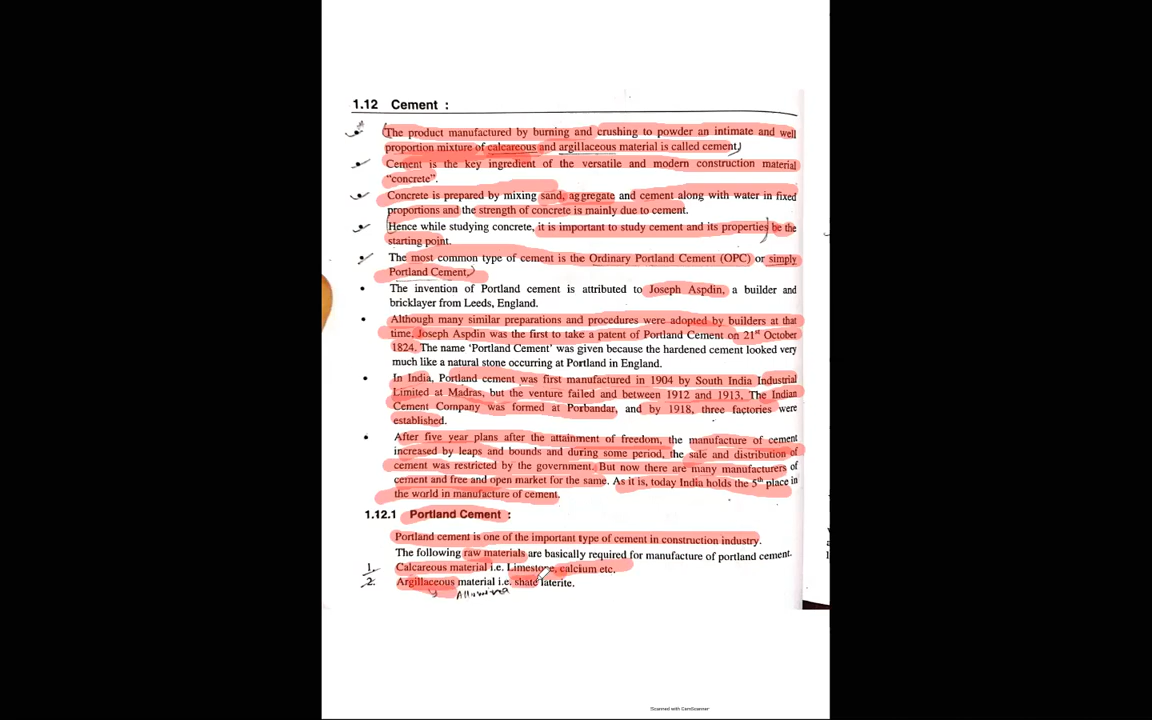 1.12 Cement :
The product manufactured by burning and crushing to powder an intimate and well
proportion mixture of calcareous and argillaceous material is called cement
Cement is the key ingredient of the versatile and modern construction material
"concrete".
Concrete is prepared by mixing sand, aggregate and cement along with water in fixed
proportions and the strength of concrete is mainly due to cement.
Hence while studying concrete, it is important to study cement and its properties be the
starting point.
The most common type of cement is the Ordinary Portland Cement (OPC) or simply
Portland Cement.
• The invention of Portland cement is attributed to Joseph Aspdin, a builder and
bricklayer from Leeds, England.
• Although many similar preparations and procedures were adopted by builders at that
time, Joseph Aspdin was the first to take a patent of Portland Cement on 21st October
1824. The name 'Portland Cement' was given because the hardened cement looked very
much like a natural stone occurring at Portland in England.
• In India, Portland cement was first manufactured in 1904 by South India Industrial
Limited at Madras, but the venture failed and between 1912 and 1913, The Indian
Cement Company was formed at Porbandar, and by 1918, three factories were
established.
• After five year plans after the attainment of freedom, the manufacture of cement
increased by leaps and bounds and during some period, the sale and distribution of
cement was restricted by the government. But now there are many manufacturers of
cement and free and open market for the same. As it is, today India holds the 5th place in
the world in manufacture of cement.
1.12.1 Portland Cement :
Portland cement is one of the important type of cement in construction industry.
The following raw materials are basically required for manufacture of portland cement.
1. Calcareous material i.e. Limestone, calcium etc.
2. Argillaceous material i.e. shale laterite.
Scanned with CamScanner